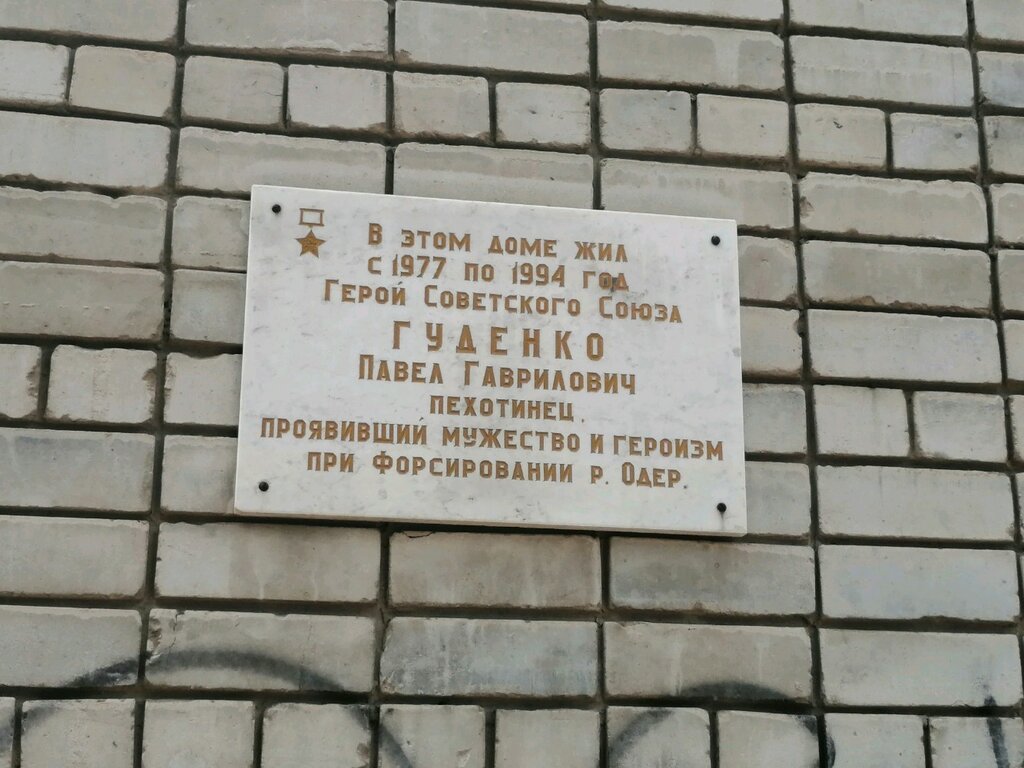 В этом доме жил
с 1977 по 1994 год
Герой Советского Союза
ГУДЕНКО
Павел Гаврилович
пехотинец,
проявивший мужество и героизм
при форсировании р. Одер.